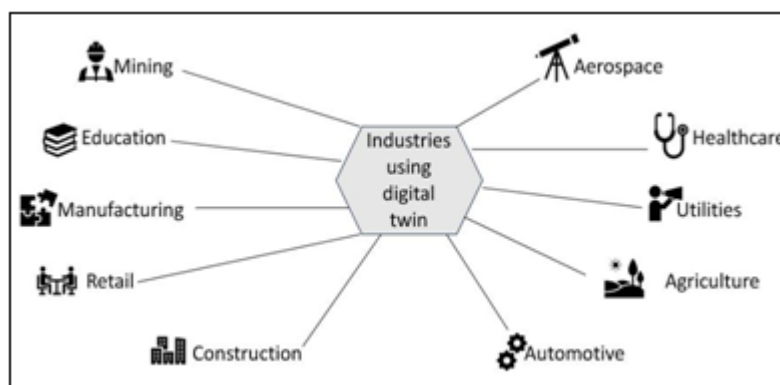 Mining
Aerospace
Education
Industries
using
digital
twin
Healthcare
Manufacturing
Utilities
Retail
Agriculture
Construction
Automotive